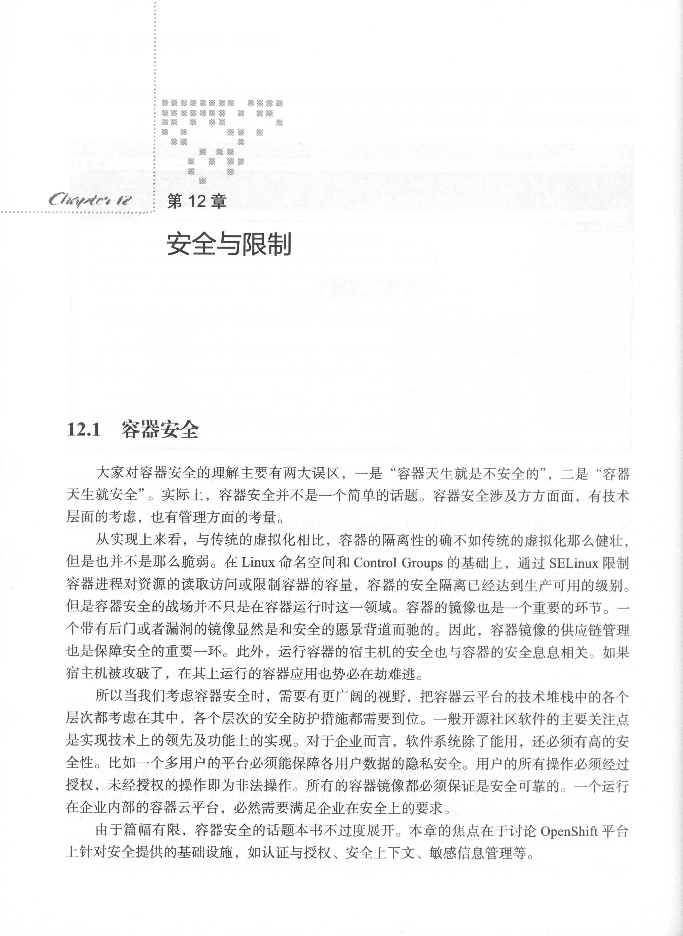 Chapter 12
第 12 章
安全与限制
12.1 容器安全
大家对容器安全的理解主要有两大误区，一是“容器天生就是不安全的”，二是“容器
天生就安全”。实际上，容器安全并不是一个简单的话题。容器安全涉及方方面面，有技术
层面的考虑，也有管理方面的考量。
从实现上来看，与传统的虚拟化相比，容器的隔离性的确不如传统的虚拟化那么健壮，
但是也并不是那么脆弱。在 Linux 命名空间和 Control Groups 的基础上，通过 SELinux 限制
容器进程对资源的读取访问或限制容器的容量，容器的安全隔离已经达到生产可用的级别。
但是容器安全的战场并不只是在容器运行时这一领域。容器的镜像也是一个重要的环节。一
个带有后门或者漏洞的镜像显然是和安全的愿景背道而驰的。因此，容器镜像的供应链管理
也是保障安全的重要一环。此外，运行容器的宿主机的安全也与容器的安全息息相关。如果
宿主机被攻破了，在其上运行的容器应用也势必在劫难逃。
所以当我们考虑容器安全时，需要有更广阔的视野，把容器云平台的技术堆栈中的各个
层次都考虑在其中，各个层次的安全防护措施都需要到位。一般开源社区软件的主要关注点
是实现技术上的领先及功能上的实现。对于企业而言，软件系统除了能用，还必须有高的安
全性。比如一个多用户的平台必须能保障各用户数据的隐私安全。用户的所有操作必须经过
授权，未经授权的操作即为非法操作。所有的容器镜像都必须保证是安全可靠的。一个运行
在企业内部的容器云平台，必然需要满足企业在安全上的要求。
由于篇幅有限，容器安全的话题本书不过度展开。本章的焦点在于讨论 OpenShift 平台
上针对安全提供的基础设施，如认证与授权、安全上下文、敏感信息管理等。